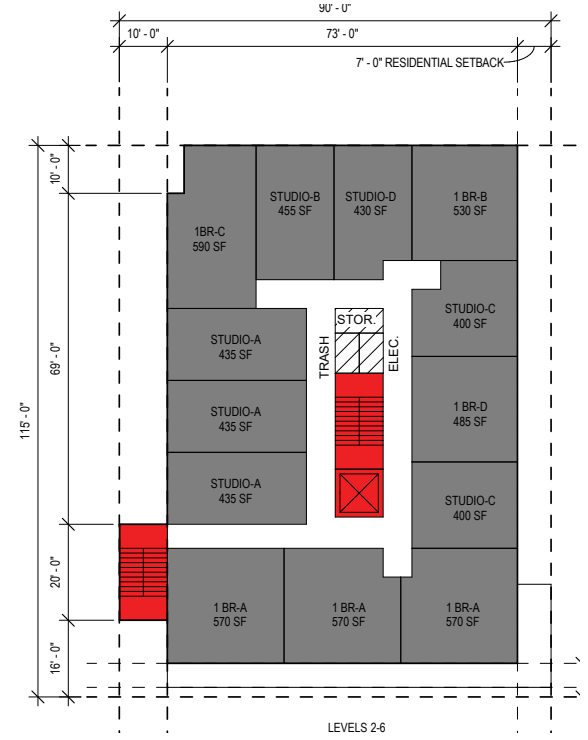 90' - 0"
10' - 0"
73' - 0"
7' - 0" RESIDENTIAL SETBACK
10' - 0"
69' - 0"
115' - 0"
20' - 0"
16' - 0"
1BR-C
590 SF
STUDIO-B
455 SF
STUDIO-D
430 SF
1 BR-B
530 SF
STUDIO-A
435 SF
STUDIO-A
435 SF
STUDIO-A
435 SF
STOR.
TRASH
ELEC.
STUDIO-C
400 SF
1 BR-D
485 SF
STUDIO-C
400 SF
1 BR-A
570 SF
1 BR-A
570 SF
1 BR-A
570 SF
LEVELS 2-6